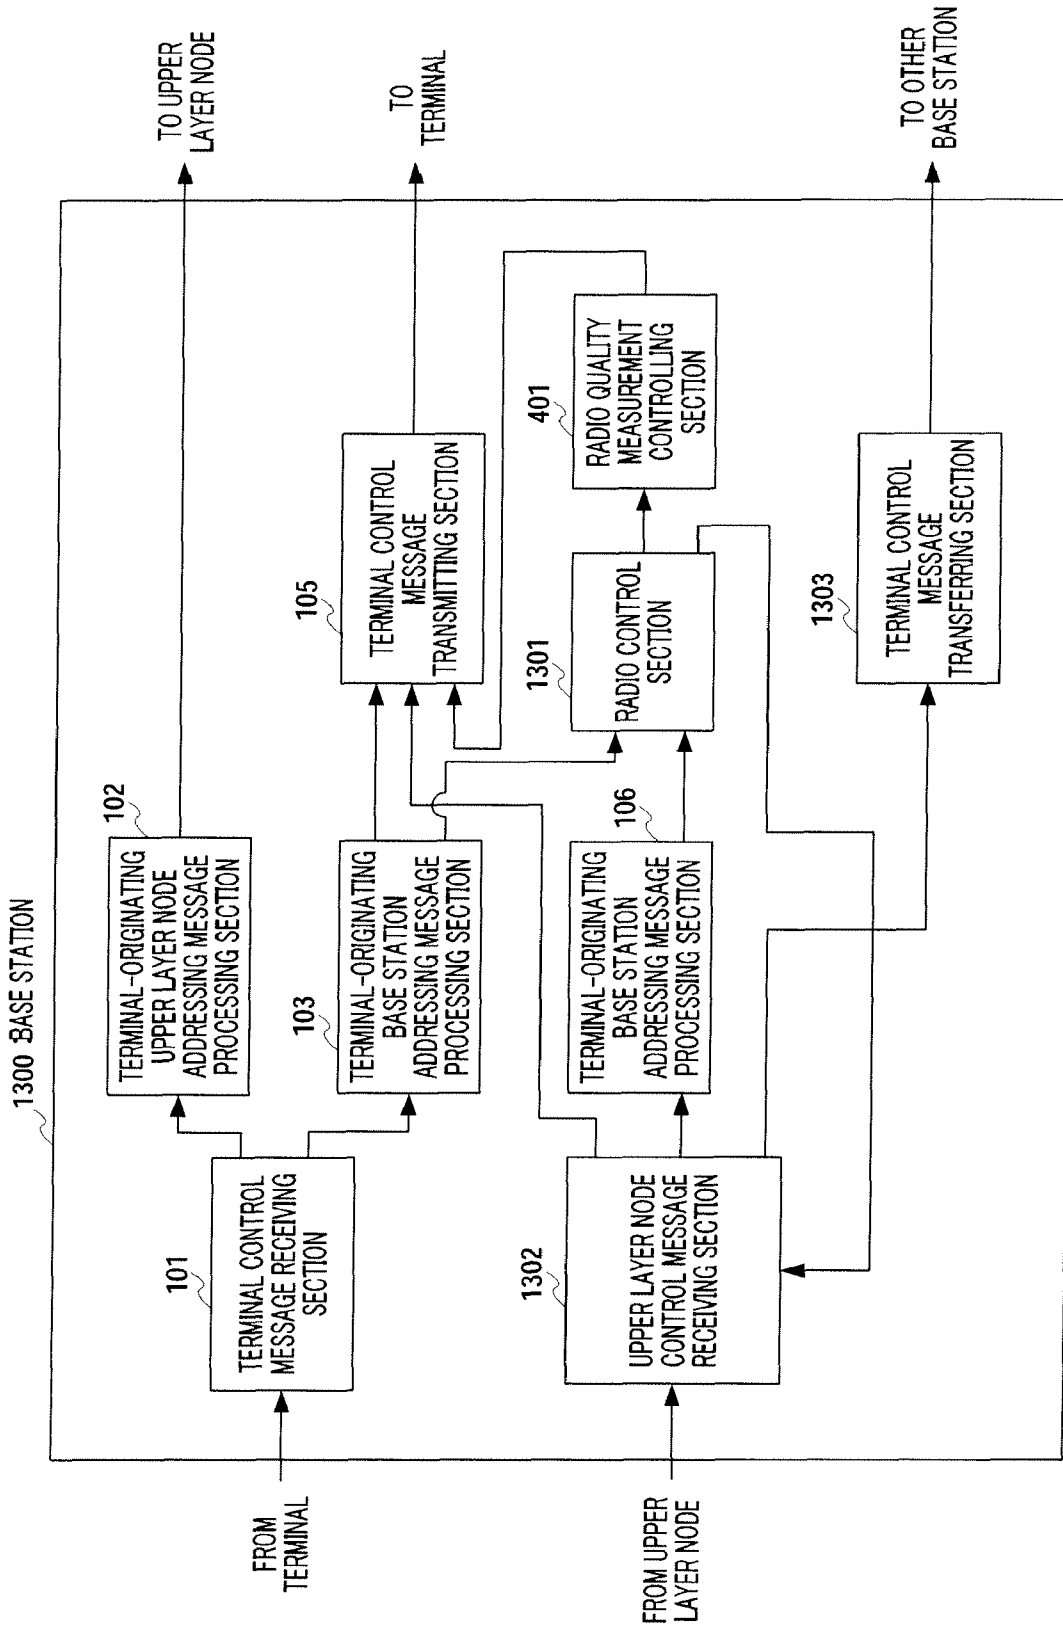 1300 BASE STATION
FROM
TERMINAL
101
TERMINAL CONTROL
MESSAGE RECEIVING
SECTION
102
TERMINAL-ORIGINATING
UPPER LAYER NODE
ADDRESSING MESSAGE
PROCESSING SECTION
TO UPPER
LAYER NODE
103
TERMINAL-ORIGINATING
BASE STATION
ADDRESSING MESSAGE
PROCESSING SECTION
105
TERMINAL CONTROL
MESSAGE
TRANSMITTING SECTION
TO
TERMINAL
FROM UPPER
LAYER NODE
1302
UPPER LAYER NODE
CONTROL MESSAGE
RECEIVING SECTION
106
TERMINAL-ORIGINATING
BASE STATION
ADDRESSING MESSAGE
PROCESSING SECTION
1301
RADIO CONTROL
SECTION
401
RADIO QUALITY
MEASUREMENT
CONTROLLING
SECTION
1303
TERMINAL CONTROL
MESSAGE
TRANSFERRING SECTION
TO OTHER
BASE STATION